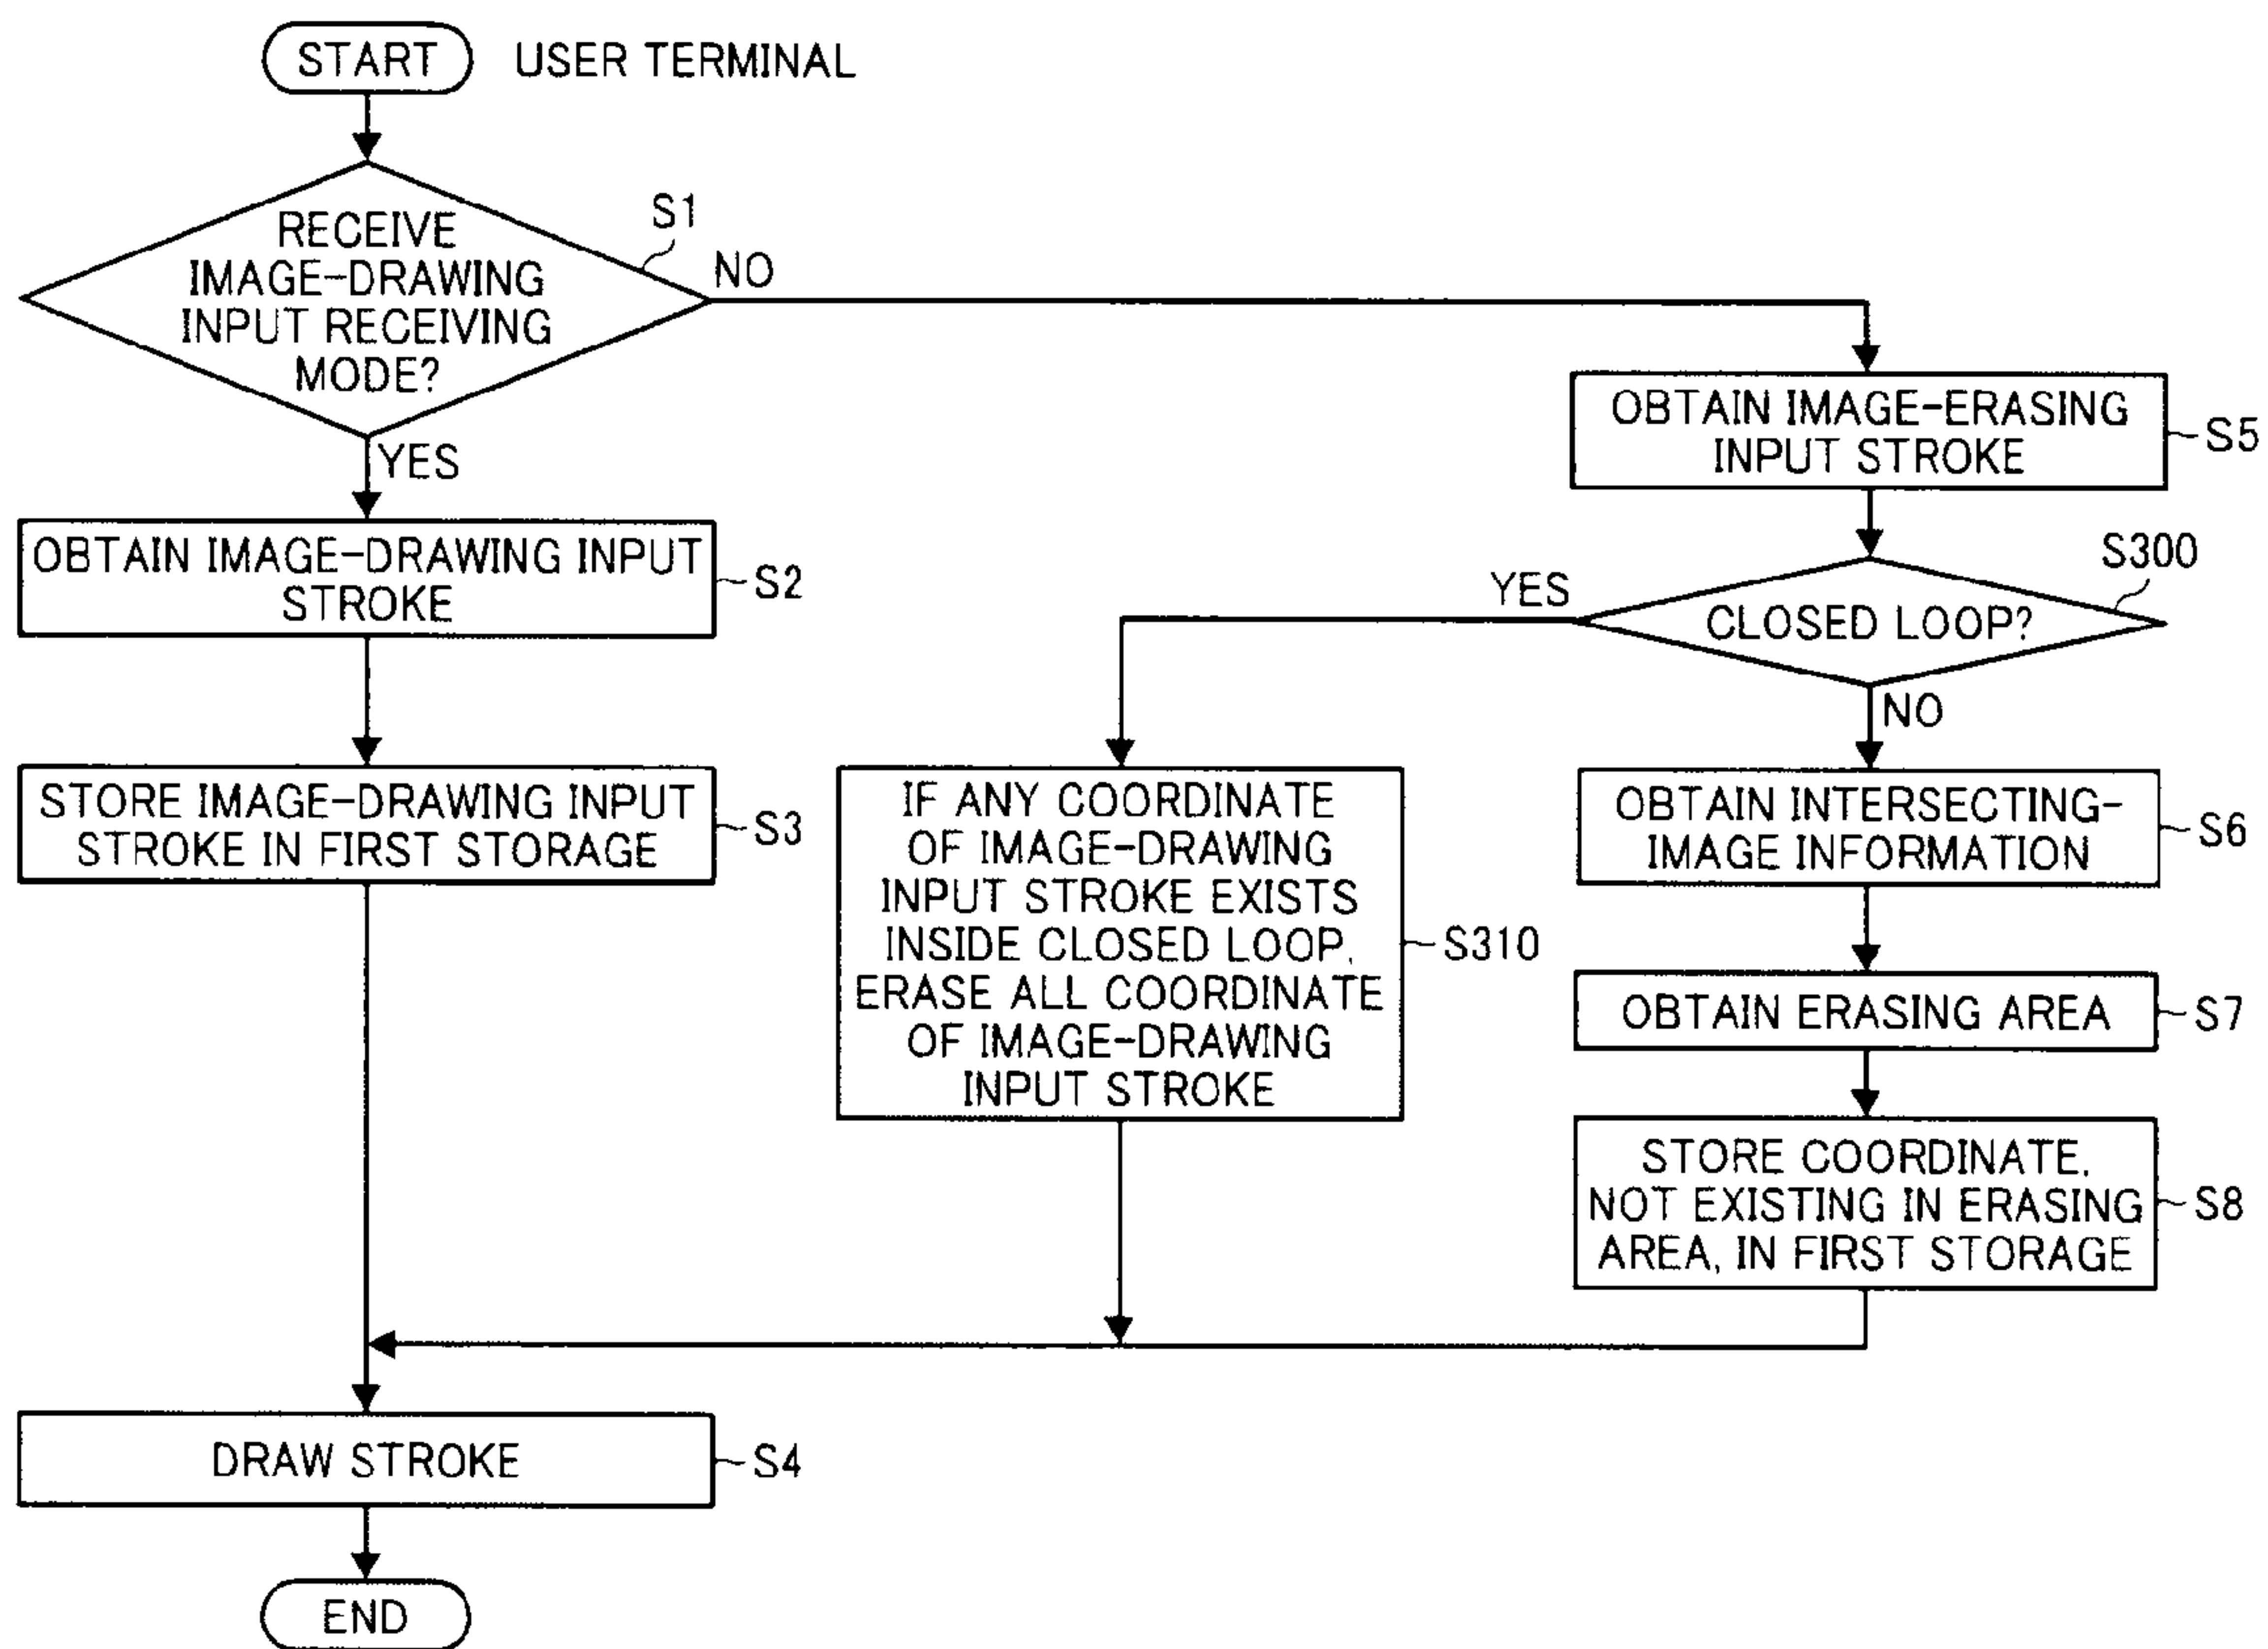 START
USER TERMINAL
RECEIVE
IMAGE-DRAWING
INPUT RECEIVING
MODE?
S1
NO
YES
OBTAIN IMAGE-DRAWING INPUT
STROKE
S2
STORE IMAGE-DRAWING INPUT
STROKE IN FIRST STORAGE
S3
OBTAIN IMAGE-ERASING
INPUT STROKE
S5
CLOSED LOOP?
S300
YES
NO
IF ANY COORDINATE
OF IMAGE-DRAWING
INPUT STROKE EXISTS
INSIDE CLOSED LOOP,
ERASE ALL COORDINATE
OF IMAGE-DRAWING
INPUT STROKE
S310
OBTAIN INTERSECTING-
IMAGE INFORMATION
S6
OBTAIN ERASING AREA
S7
STORE COORDINATE,
NOT EXISTING IN ERASING
AREA, IN FIRST STORAGE
S8
DRAW STROKE
S4
END